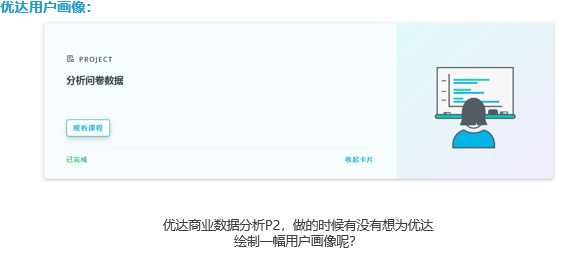 优达用户画像：
PROJECT
分析问卷数据
观看课程
已完成
收起卡片
优达商业数据分析P2，做的时候有没有想为优达
绘制一幅用户画像呢？